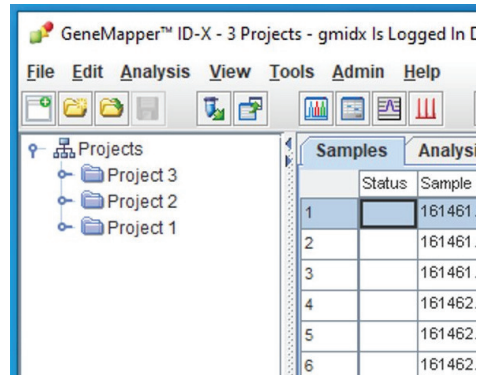 GeneMapper™ ID-X - 3 Projects - gmidx Is Logged In D
File Edit Analysis View Tools Admin Help
Projects
Project 3
Project 2
Project 1
Samples Analysi
Status Sample
1 161461.
2 161461.
3 161461.
4 161462.
5 161462.
6 161462.